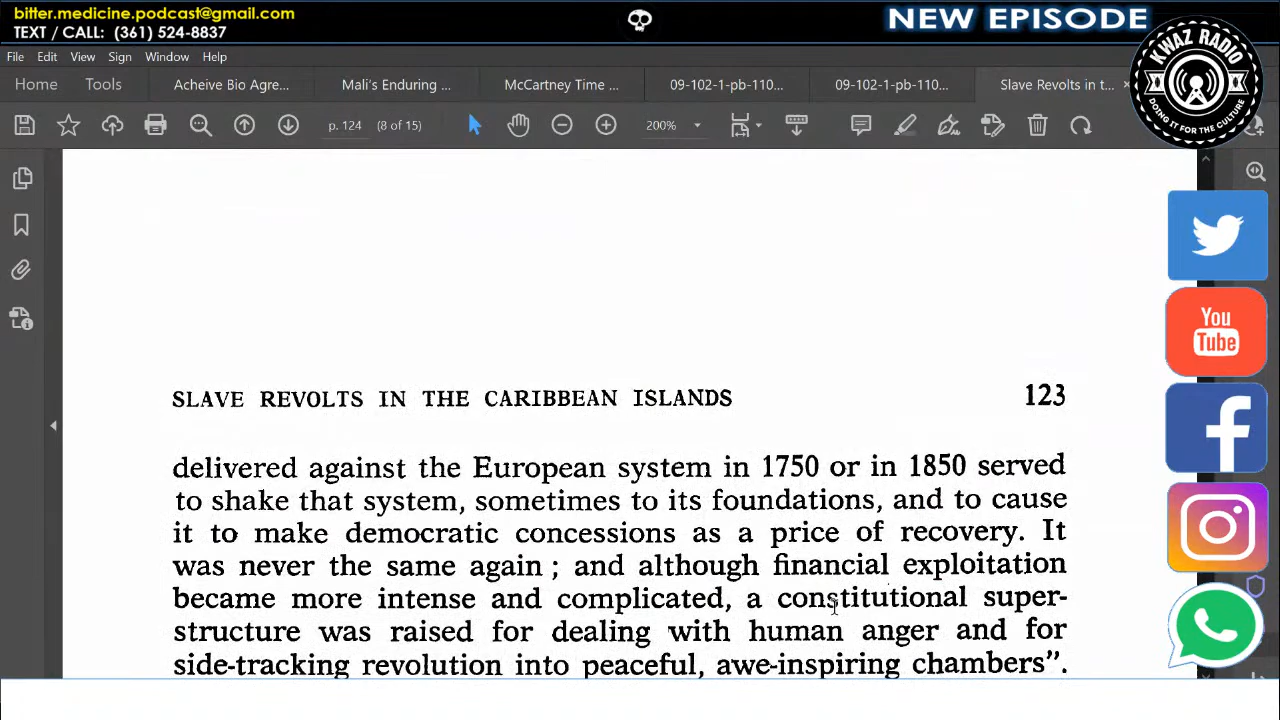 bitter.medicine.podcast@gmail.com
TEXT / CALL: (361) 524-8837
NEW EPISODE
KWAZ RADIO
DOING IT FOR THE CULTURE
File Edit View Sign Window Help
Home Tools Acheive Bio Agre... Mali's Enduring ... McCartney Time ... 09-102-1-pb-110... 09-102-1-pb-110... Slave Revolts in t...
p. 124 (8 of 15) 200%
You
Tube
SLAVE REVOLTS IN THE CARIBBEAN ISLANDS 123
delivered against the European system in 1750 or in 1850 served
to shake that system, sometimes to its foundations, and to cause
it to make democratic concessions as a price of recovery. It
was never the same again ; and although financial exploitation
became more intense and complicated, a constitutional super-
structure was raised for dealing with human anger and for
side-tracking revolution into peaceful, awe-inspiring chambers".